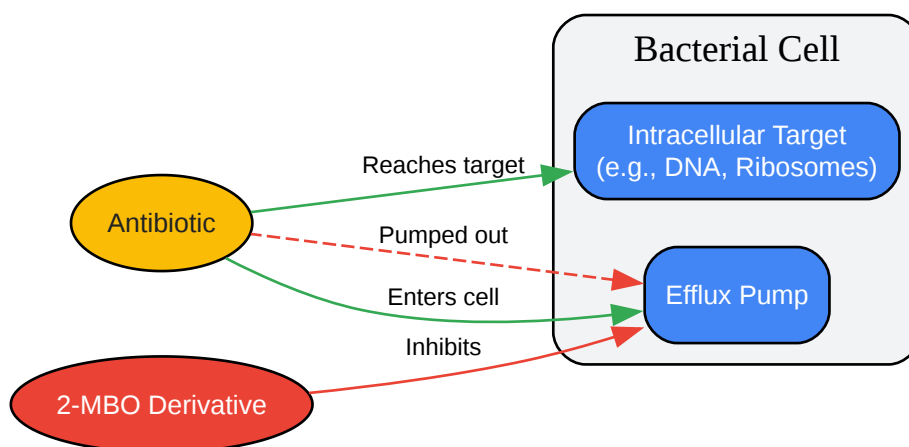 Bacterial Cell
Intracellular Target
(e.g., DNA, Ribosomes)
Reaches target
Antibiotic
Pumped out
Enters cell
Efflux Pump
Inhibits
2-MBO Derivative